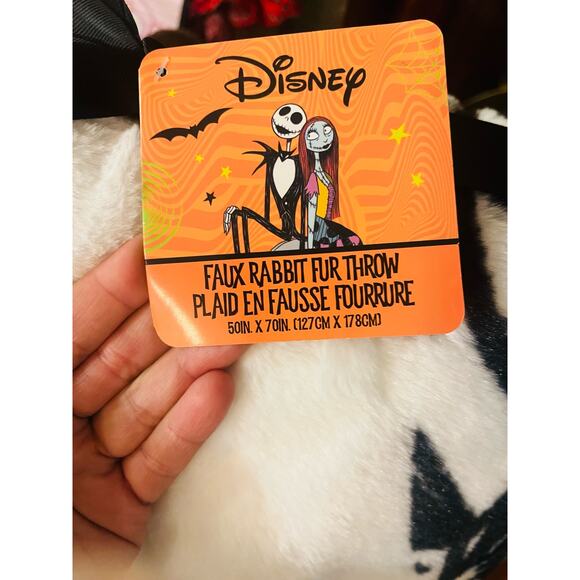 Disney
FAUX RABBIT FUR THROW
PLAID EN FAUSSE FOURRURE
50IN. X 70IN. (127CM X 178CM)